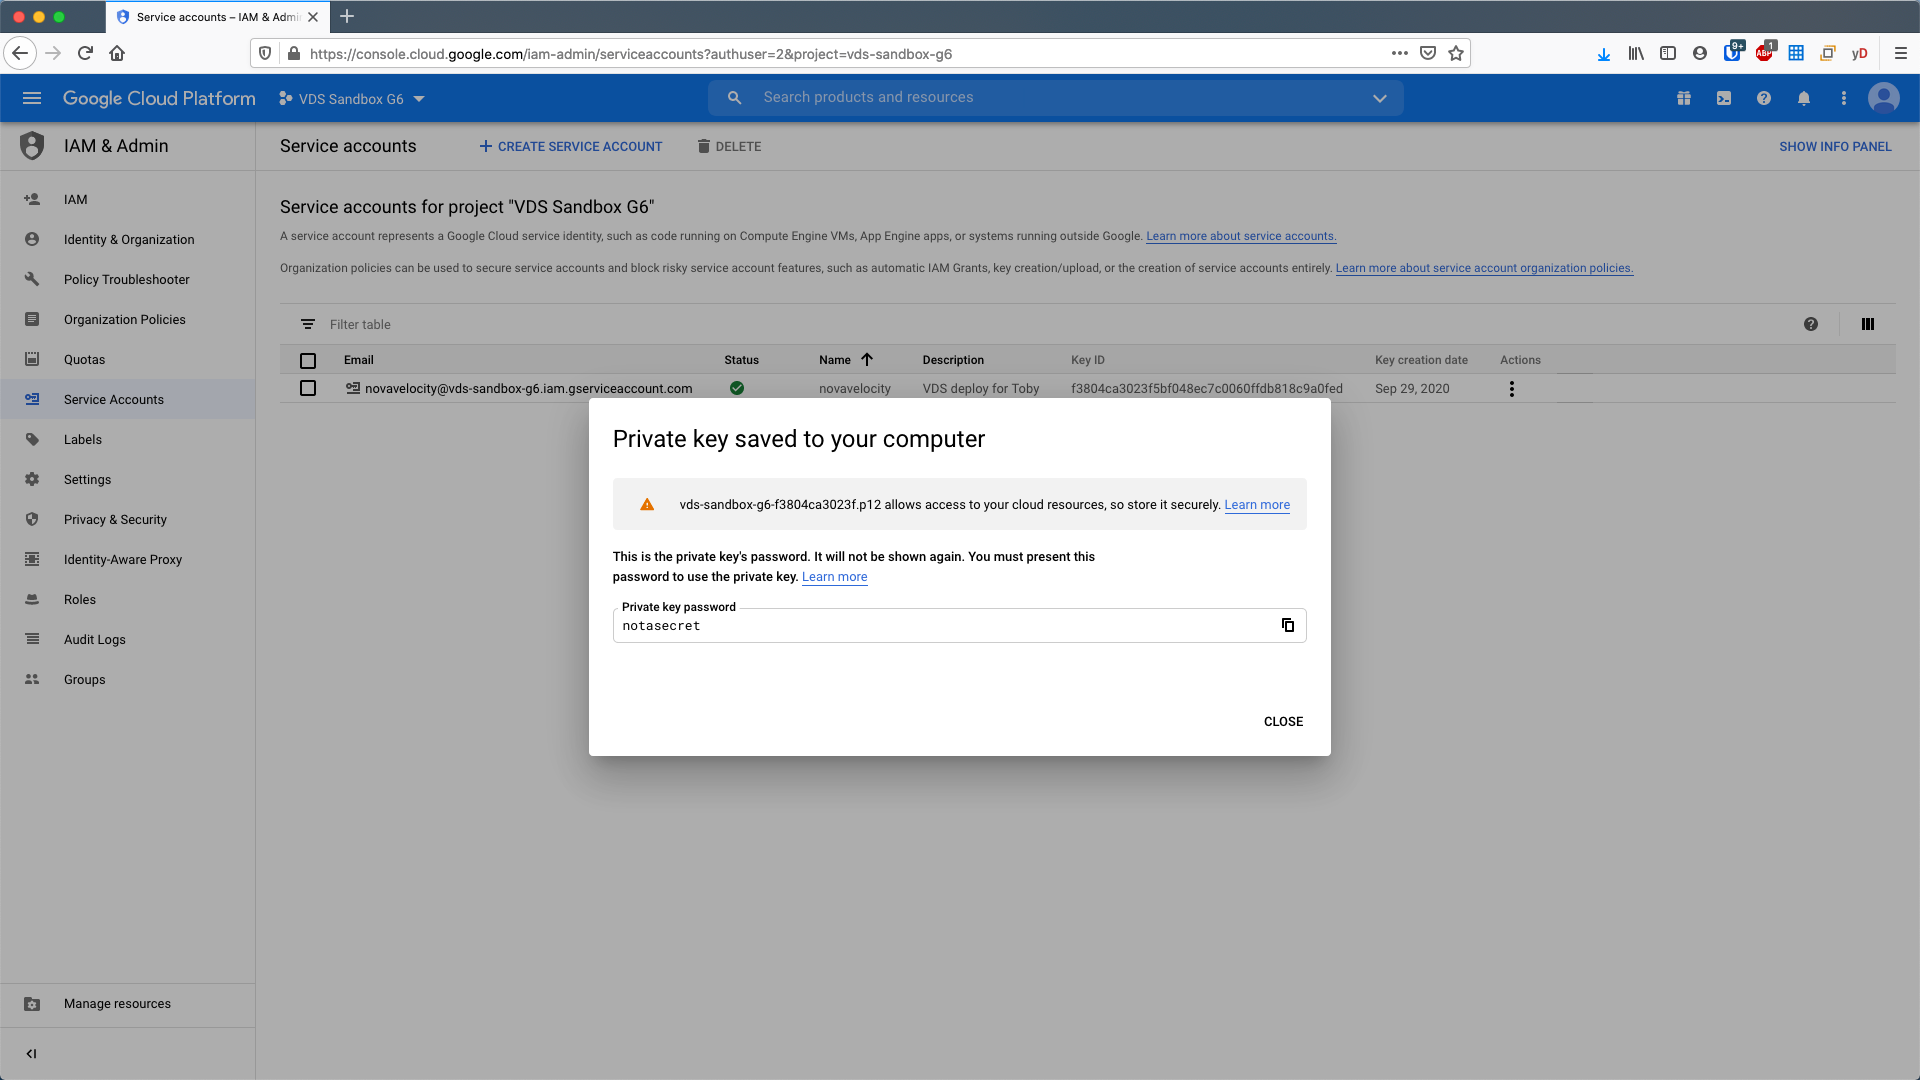 Service accounts – IAM & Admi
https://console.cloud.google.com/iam-admin/serviceaccounts?authuser=2&project=vds-sandbox-g6
9+
ABP
1
yD
Google Cloud Platform
VDS Sandbox G6
Search products and resources
IAM & Admin
Service accounts
CREATE SERVICE ACCOUNT
DELETE
SHOW INFO PANEL
IAM
Identity & Organization
Policy Troubleshooter
Organization Policies
Quotas
Service Accounts
Labels
Settings
Privacy & Security
Identity-Aware Proxy
Roles
Audit Logs
Groups
Manage resources
Service accounts for project "VDS Sandbox G6"
A service account represents a Google Cloud service identity, such as code running on Compute Engine VMs, App Engine apps, or systems running outside Google. Learn more about service accounts.
Organization policies can be used to secure service accounts and block risky service account features, such as automatic IAM Grants, key creation/upload, or the creation of service accounts entirely. Learn more about service account organization policies.
Filter table
Email Status Name Description Key ID Key creation date Actions
novavelocity@vds-sandbox-g6.iam.gserviceaccount.com novavelocity VDS deploy for Toby f3804ca3023f5bf048ec7c0060ffdb818c9a0fed Sep 29, 2020
Private key saved to your computer
vds-sandbox-g6-f3804ca3023f.p12 allows access to your cloud resources, so store it securely. Learn more
This is the private key's password. It will not be shown again. You must present this
password to use the private key. Learn more
Private key password
notasecret
CLOSE